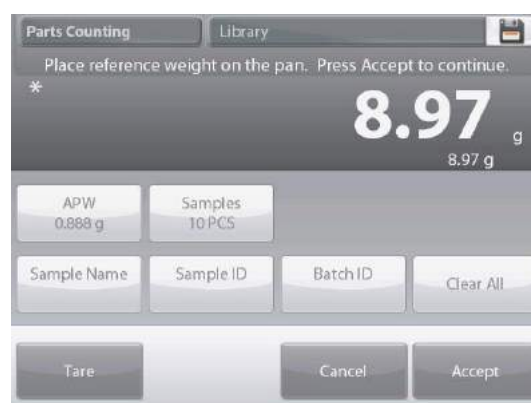 Parts Counting Library
Place reference weight on the pan. Press Accept to continue.
*
8.97 g
8.97 g
APW Samples
0.888 g 10 PCS
Sample Name Sample ID Batch ID Clear All
Tare Cancel Accept